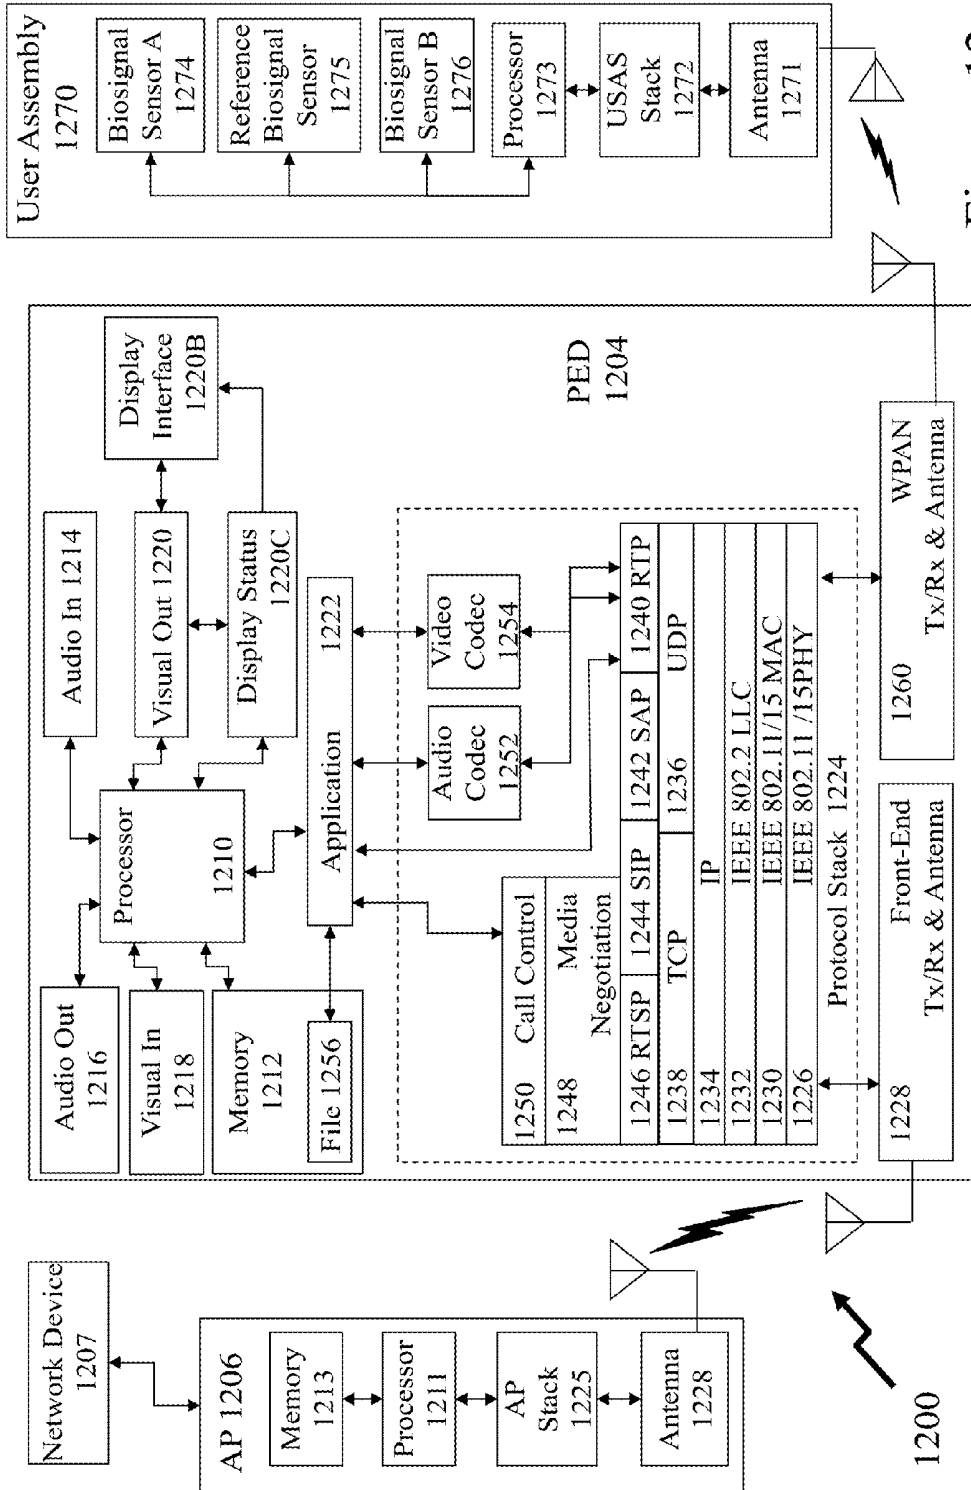 Network Device
1207
AP 1206
Memory
1213
Processor
1211
AP
Stack
1225
Antenna
1228
1200
Audio Out
1216
Visual In
1218
Memory
1212
File 1256
Processor
1210
Audio In 1214
Visual Out 1220
Display
Interface
1220B
Display Status
1220C
Application 1222
PED
1204
Audio
Codec
1252
Video
Codec
1254
1250 Call Control
1248 Media
Negotiation
1246 RTSP 1244 SIP 1242 SAP 1240 RTP
1238 TCP 1236 UDP
1234 IP
1232 IEEE 802.2 LLC
1230 IEEE 802.11/15 MAC
1226 IEEE 802.11 /15PHY
Protocol Stack 1224
1228 Front-End
Tx/Rx & Antenna
1260 WPAN
Tx/Rx & Antenna
User Assembly
1270
Biosignal
Sensor A
1274
Reference
Biosignal
Sensor
1275
Biosignal
Sensor B
1276
Processor
1273
USAS
Stack
1272
Antenna
1271